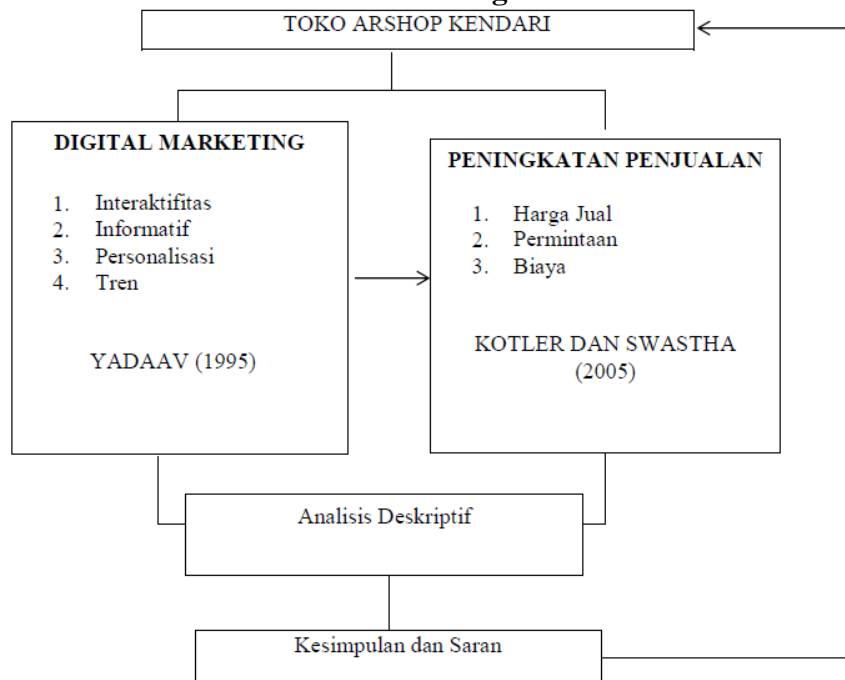 TOKO ARSHOP KENDARI
DIGITAL MARKETING
1. Interaktifitas
2. Informatif
3. Personalisasi
4. Tren
YADAAV (1995)
PENINGKATAN PENJUALAN
1. Harga Jual
2. Permintaan
3. Biaya
KOTLER DAN SWASTHA
(2005)
Analisis Deskriptif
Kesimpulan dan Saran